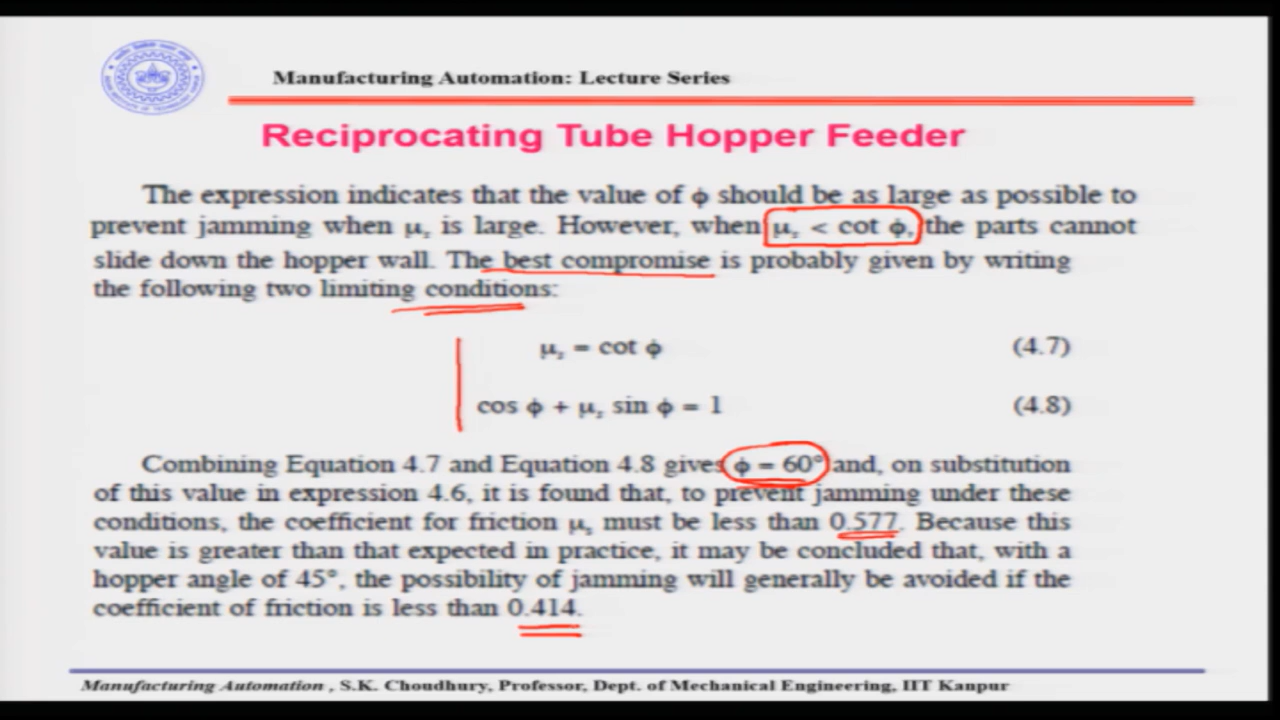 Manufacturing Automation: Lecture Series
Reciprocating Tube Hopper Feeder
The expression indicates that the value of ϕ should be as large as possible to
prevent jamming when μₛ is large. However, when μₛ < cot ϕ, the parts cannot
slide down the hopper wall. The best compromise is probably given by writing
the following two limiting conditions:
μₛ = cot ϕ (4.7)
cos ϕ + μₛ sin ϕ = 1 (4.8)
Combining Equation 4.7 and Equation 4.8 gives ϕ = 60° and, on substitution
of this value in expression 4.6, it is found that, to prevent jamming under these
conditions, the coefficient for friction μₛ must be less than 0.577. Because this
value is greater than that expected in practice, it may be concluded that, with a
hopper angle of 45°, the possibility of jamming will generally be avoided if the
coefficient of friction is less than 0.414.
Manufacturing Automation , S.K. Choudhury, Professor, Dept. of Mechanical Engineering, IIT Kanpur